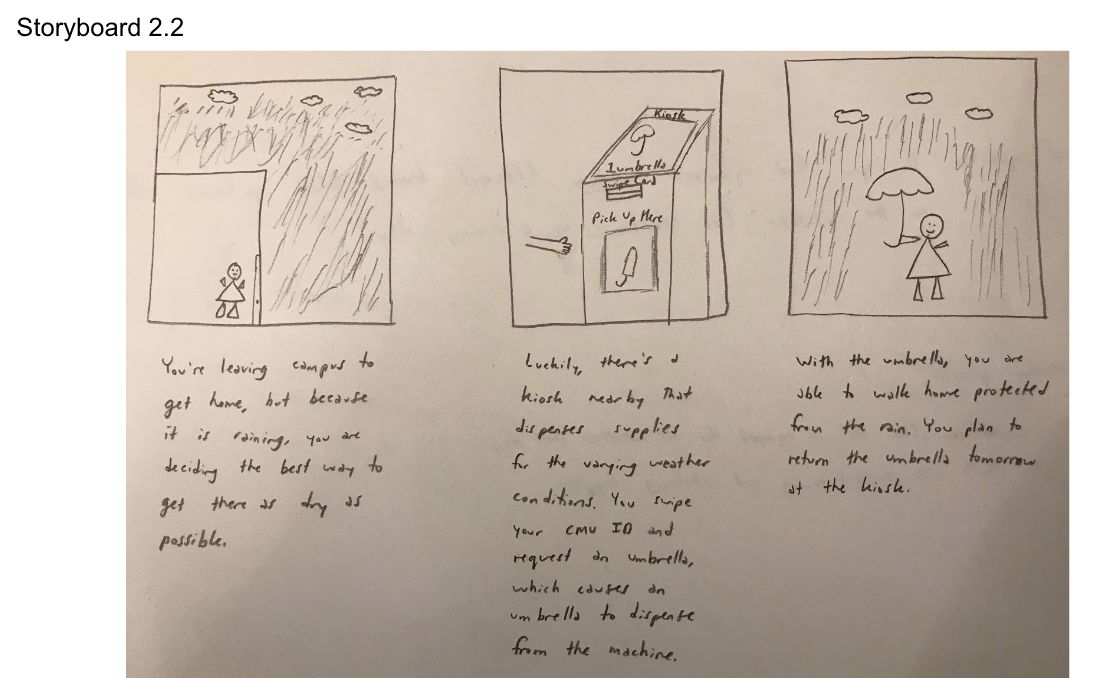 Storyboard 2.2
Kiosk
1 umbrella
Swipe Card
Pick Up Here
You're leaving campus to
get home, but because
it is raining, you are
deciding the best way to
get there as dry as
possible.
Luckily, there's a
kiosk nearby that
dispenses supplies
for the varying weather
conditions. You swipe
your CMU ID and
request an umbrella,
which causes an
umbrella to dispense
from the machine.
With the umbrella, you are
able to walk home protected
from the rain. You plan to
return the umbrella tomorrow
at the kiosk.